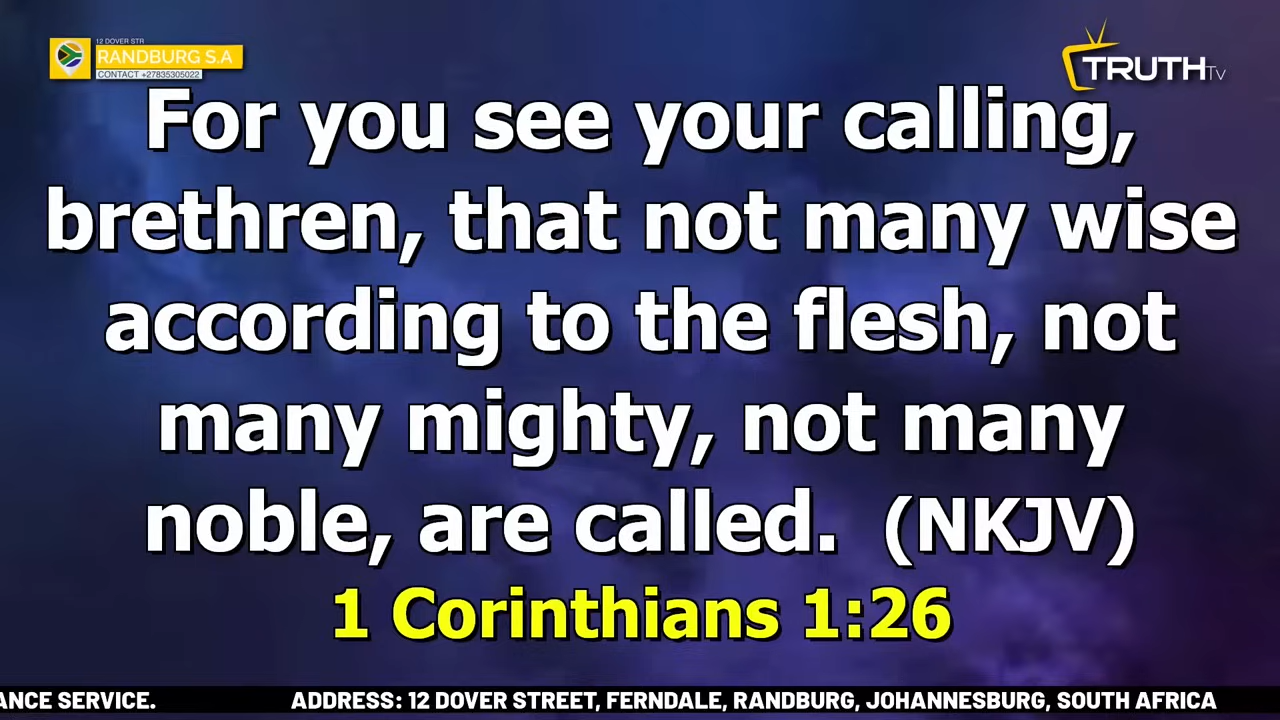 12 DOVER STR
RANDBURG S.A
CONTACT +27835305022
TRUTH TV
For you see your calling,
brethren, that not many wise
according to the flesh, not
many mighty, not many
noble, are called. (NKJV)
1 Corinthians 1:26
ANCE SERVICE. ADDRESS: 12 DOVER STREET, FERNDALE, RANDBURG, JOHANNESBURG, SOUTH AFRICA